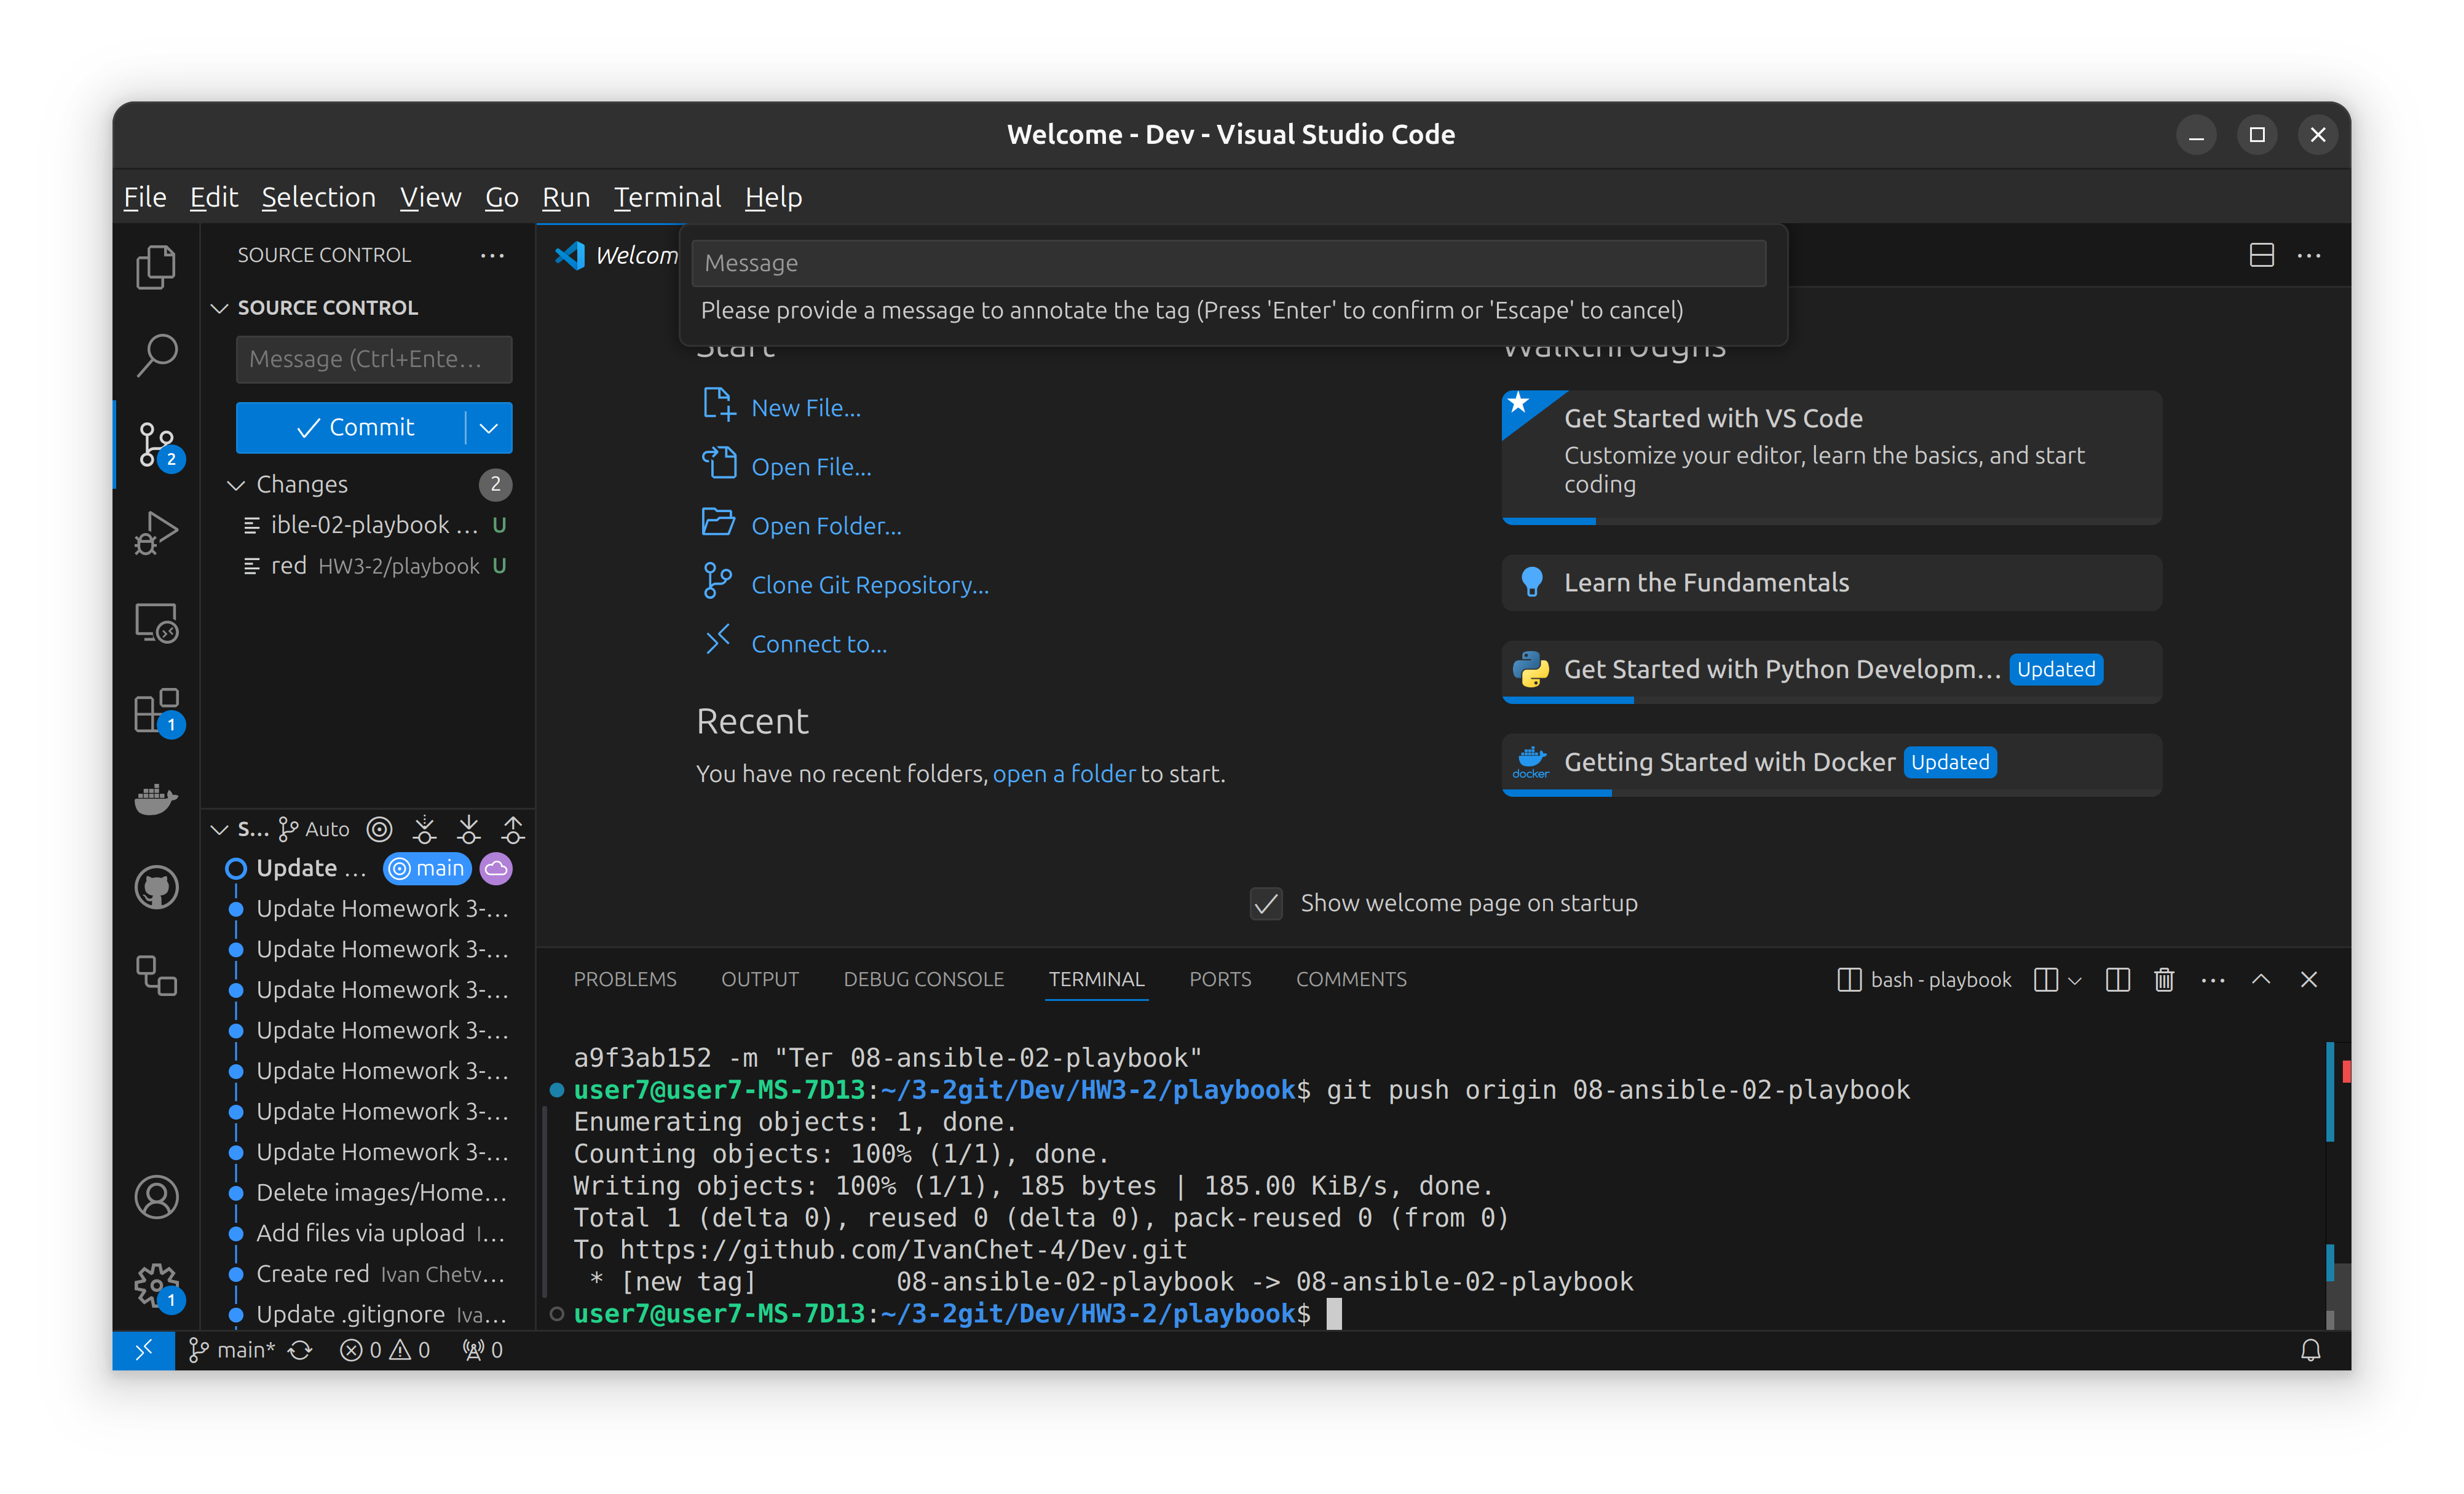 Welcome - Dev - Visual Studio Code
File Edit Selection View Go Run Terminal Help
SOURCE CONTROL
SOURCE CONTROL
Message (Ctrl+Ente...
Commit
Changes 2
ible-02-playbook ... U
red HW3-2/playbook U
2
1
1
S... Auto
Update ... main
Update Homework 3-...
Update Homework 3-...
Update Homework 3-...
Update Homework 3-...
Update Homework 3-...
Update Homework 3-...
Update Homework 3-...
Delete images/Home...
Add files via upload I...
Create red Ivan Chetv...
Update .gitignore Iva...
Welcom
Message
Please provide a message to annotate the tag (Press 'Enter' to confirm or 'Escape' to cancel)
Start
New File...
Open File...
Open Folder...
Clone Git Repository...
Connect to...
Recent
You have no recent folders, open a folder to start.
Walkthroughs
Get Started with VS Code
Customize your editor, learn the basics, and start
coding
Learn the Fundamentals
Get Started with Python Developm... Updated
docker
Getting Started with Docker Updated
Show welcome page on startup
PROBLEMS OUTPUT DEBUG CONSOLE TERMINAL PORTS COMMENTS
bash - playbook
a9f3ab152 -m "Тег 08-ansible-02-playbook"
user7@user7-MS-7D13:~/3-2git/Dev/HW3-2/playbook$ git push origin 08-ansible-02-playbook
Enumerating objects: 1, done.
Counting objects: 100% (1/1), done.
Writing objects: 100% (1/1), 185 bytes | 185.00 KiB/s, done.
Total 1 (delta 0), reused 0 (delta 0), pack-reused 0 (from 0)
To https://github.com/IvanChet-4/Dev.git
* [new tag] 08-ansible-02-playbook -> 08-ansible-02-playbook
user7@user7-MS-7D13:~/3-2git/Dev/HW3-2/playbook$
main* 0 0 0